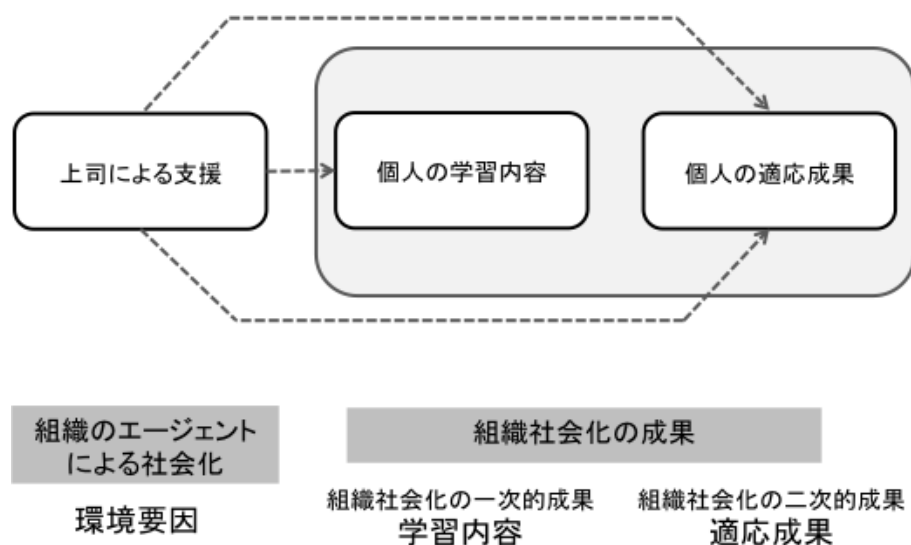 上司による支援
個人の学習内容
個人の適応成果
組織のエージェント
による社会化
環境要因
組織社会化の成果
組織社会化の一次的成果
学習内容
組織社会化の二次的成果
適応成果